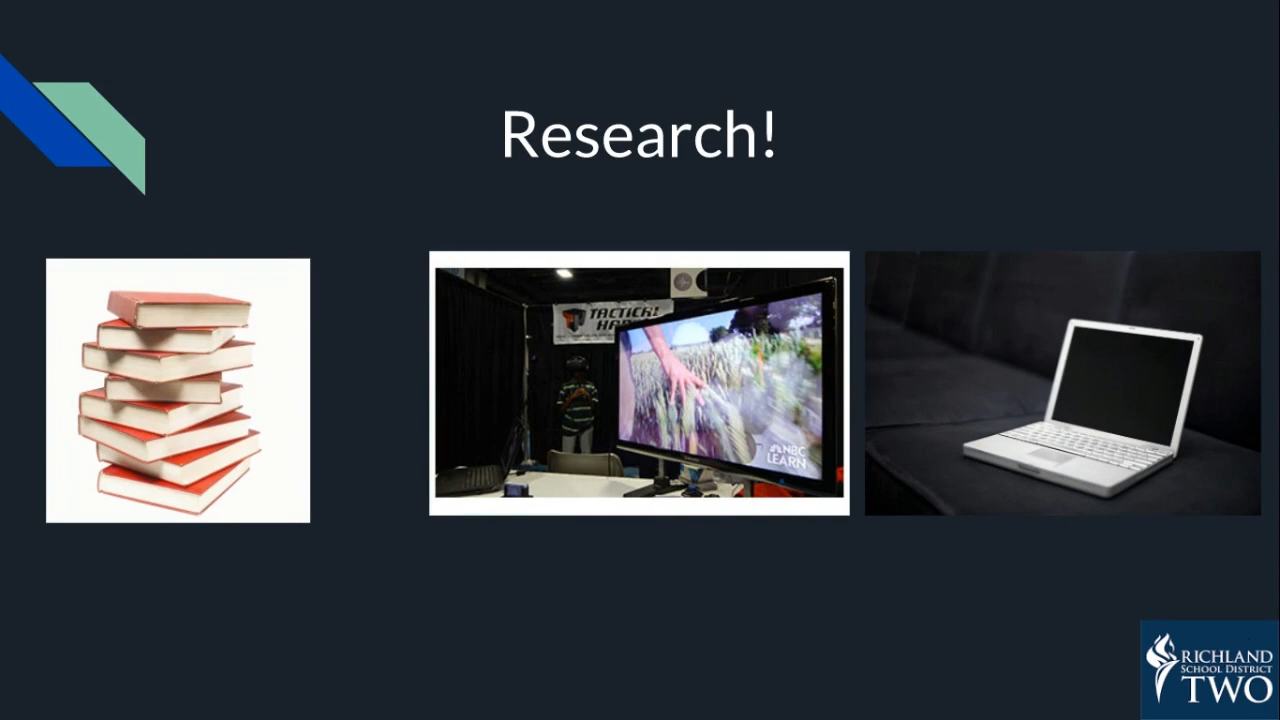 Research!
TACTICAL
NBC
LEARN
RICHLAND
SCHOOL DISTRICT
TWO